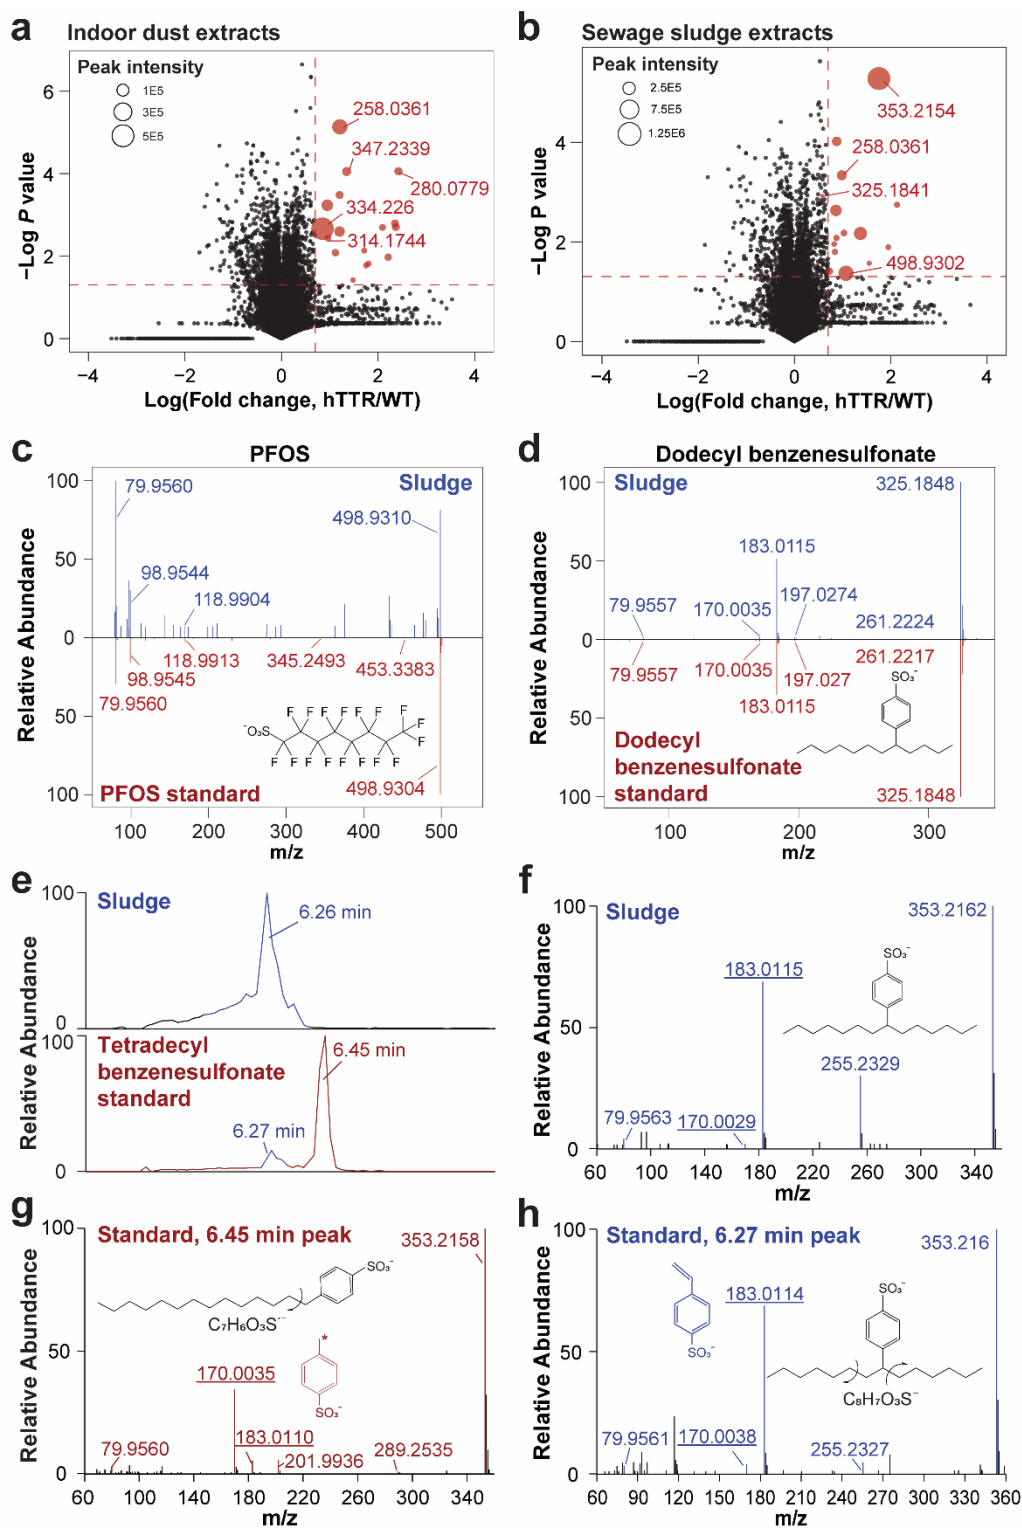 a Indoor dust extracts
Peak intensity
1E5
3E5
5E5
258.0361
347.2339
280.0779
334.226
314.1744
−Log P value
6
4
2
0
−4 −2 0 2 4
Log(Fold change, hTTR/WT)
b Sewage sludge extracts
Peak intensity
2.5E5
7.5E5
1.25E6
353.2154
258.0361
325.1841
498.9302
−Log P value
4
2
0
−4 −2 0 2 4
Log(Fold change, hTTR/WT)
c PFOS
Sludge
79.9560
498.9310
98.9544
118.9904
118.9913
345.2493
453.3383
98.9545
79.9560
⁻O₃S
F F F F F F F F
F
F F F F F F F F
PFOS standard
498.9304
Relative Abundance
100
50
0
50
100
100 200 300 400 500
m/z
d Dodecyl benzenesulfonate
Sludge
325.1848
183.0115
79.9557
170.0035
197.0274
261.2224
79.9557
170.0035
197.027
261.2217
183.0115
SO₃⁻
Dodecyl
benzenesulfonate
standard
325.1848
Relative Abundance
100
50
0
50
100
100 200 300
m/z
e
Sludge
6.26 min
Relative Abundance
100
0
Tetradecyl
benzenesulfonate
standard
6.45 min
6.27 min
Relative Abundance
100
0
f
Sludge
353.2162
183.0115
SO₃⁻
255.2329
79.9563
170.0029
Relative Abundance
100
50
0
60 100 140 180 220 260 300 340
m/z
g
Standard, 6.45 min peak
353.2158
SO₃⁻
C₇H₆O₃S·⁻
*
SO₃⁻
170.0035
183.0110
79.9560
201.9936
289.2535
Relative Abundance
100
50
0
60 100 140 180 220 260 300 340
m/z
h
Standard, 6.27 min peak
353.216
183.0114
SO₃⁻
SO₃⁻
C₈H₇O₃S⁻
79.9561
170.0038
255.2327
Relative Abundance
100
50
0
60 90 120 150 180 210 240 270 300 330 360
m/z